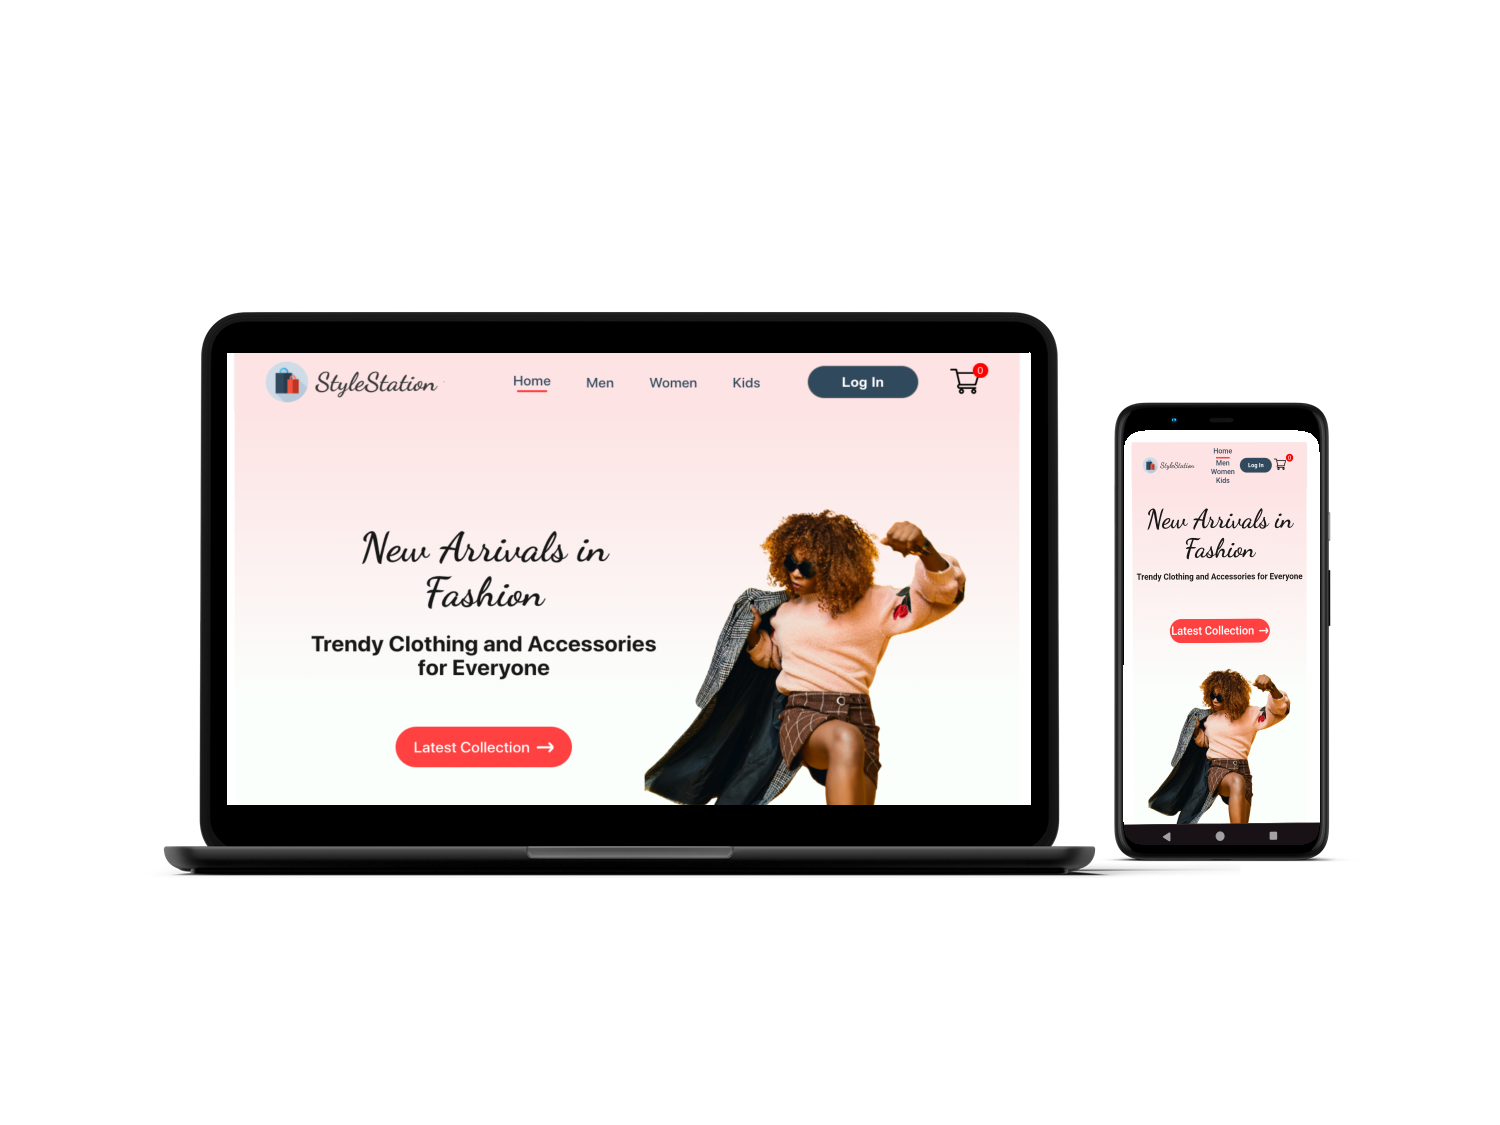 StyleStation
Home
Men
Women
Kids
Log In
0
New Arrivals in
Fashion
Trendy Clothing and Accessories
for Everyone
Latest Collection →
StyleStation
Home
Men
Women
Kids
Log In
0
New Arrivals in
Fashion
Trendy Clothing and Accessories for Everyone
Latest Collection →